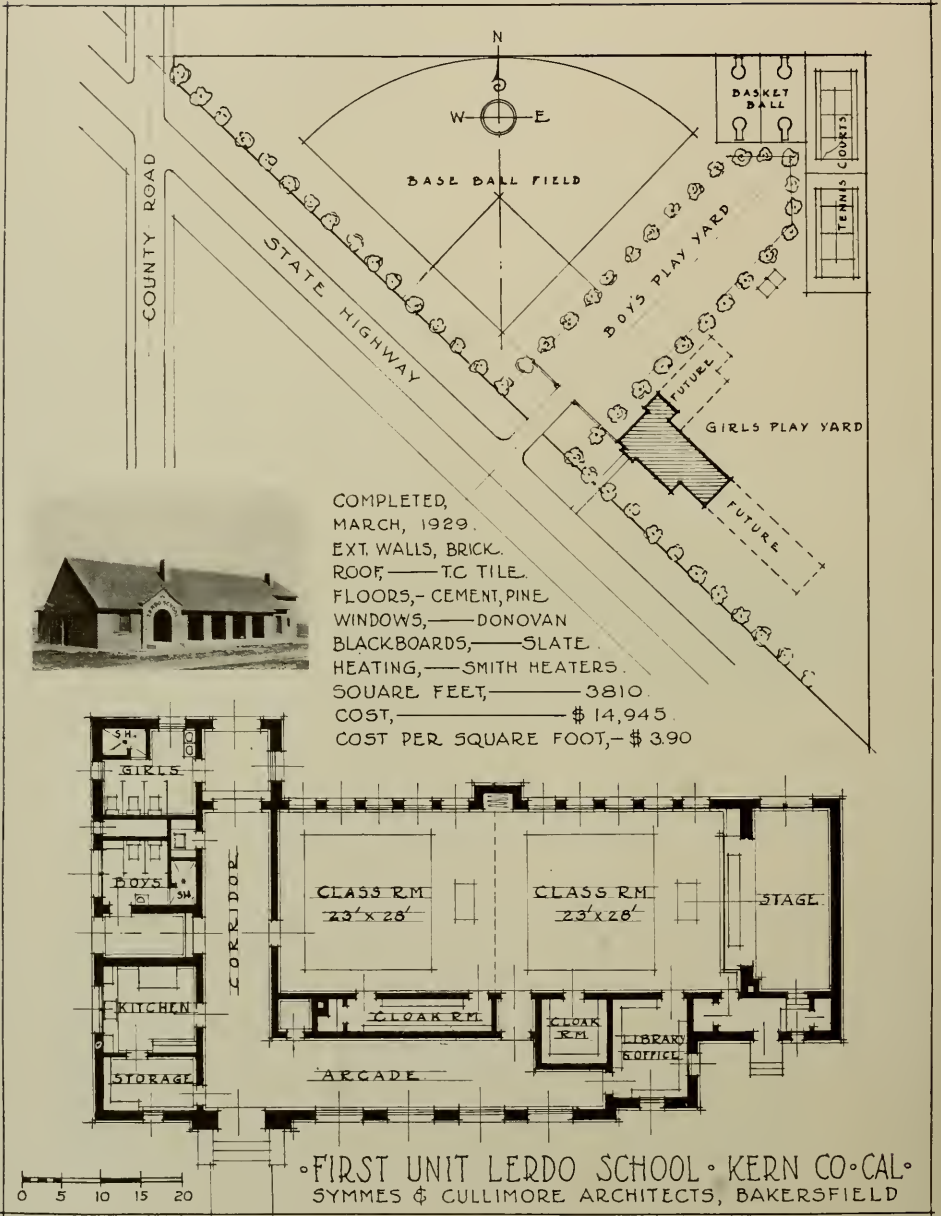 N
W E
BASKET
BALL
TENNIS COURTS
BASE BALL FIELD
COUNTY ROAD
STATE HIGHWAY
BOY'S PLAY YARD
FUTURE
GIRLS PLAY YARD
FUTURE
COMPLETED,
MARCH, 1929.
EXT. WALLS, BRICK.
ROOF,——T.C TILE.
FLOORS,- CEMENT, PINE
WINDOWS,——DONOVAN
BLACKBOARDS,——SLATE.
HEATING,——SMITH HEATERS.
SQUARE FEET,————3810.
COST,————$ 14,945.
COST PER SQUARE FOOT,-$ 3.90
LERDO SCHOOL
SH.
GIRLS
BOYS
SH.
CORRIDOR
CLASS RM
23' x 28'
CLASS RM
23' x 28'
STAGE
KITCHEN
CLOAK RM.
CLOAK
RM.
LIBRARY
& OFFICE
STORAGE
ARCADE
0 5 10 15 20
•FIRST UNIT LERDO SCHOOL • KERN CO•CAL•
SYMMES & CULLIMORE ARCHITECTS, BAKERSFIELD